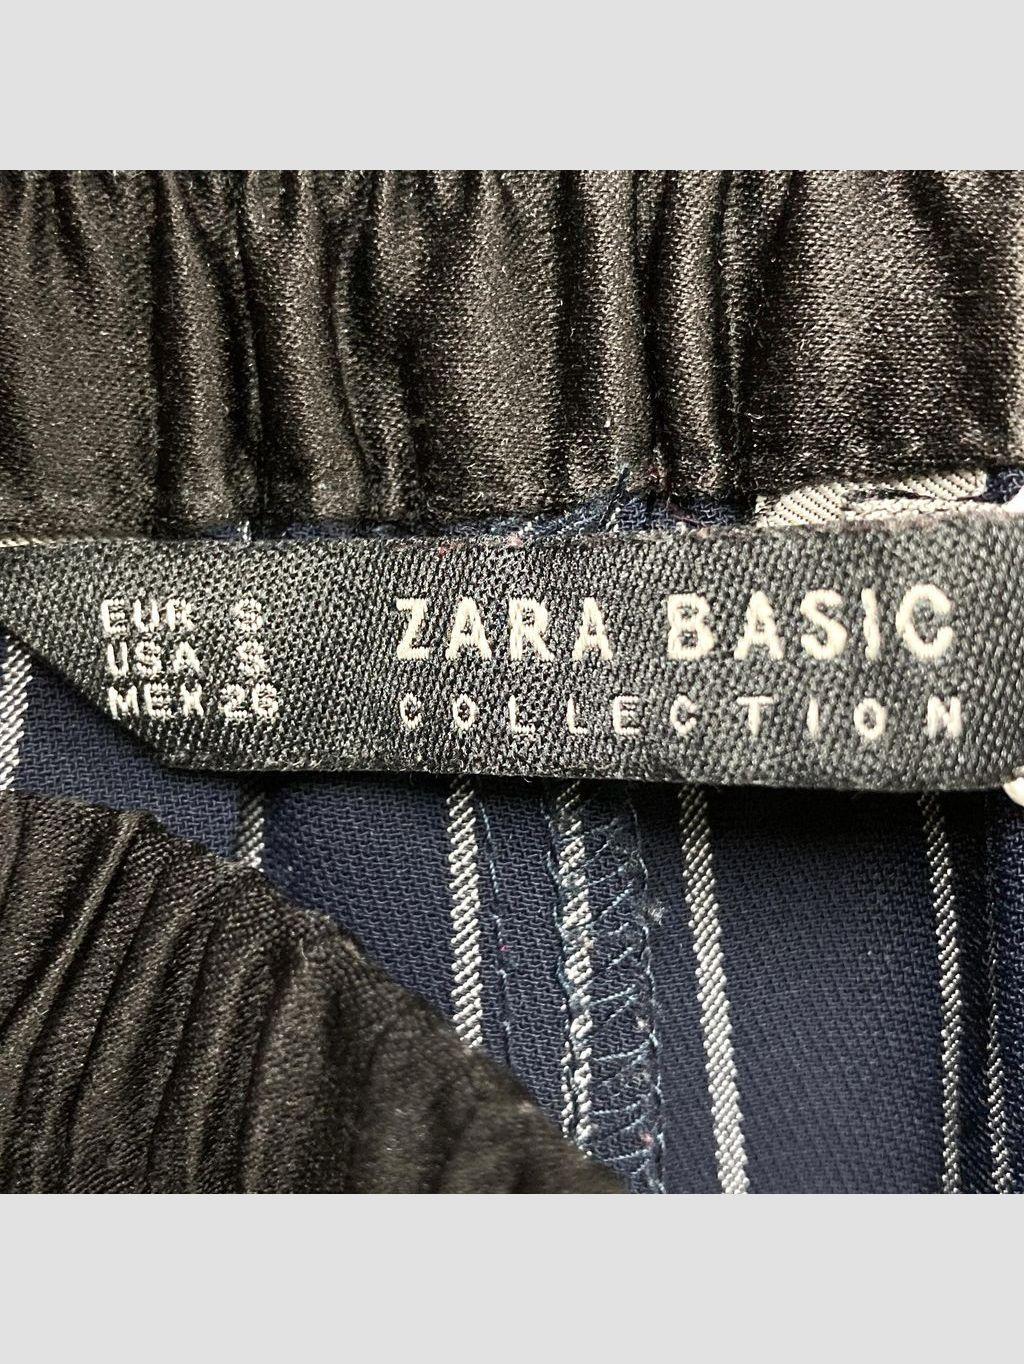 EUR S
USA S
MEX 26
ZARA BASIC
COLLECTION